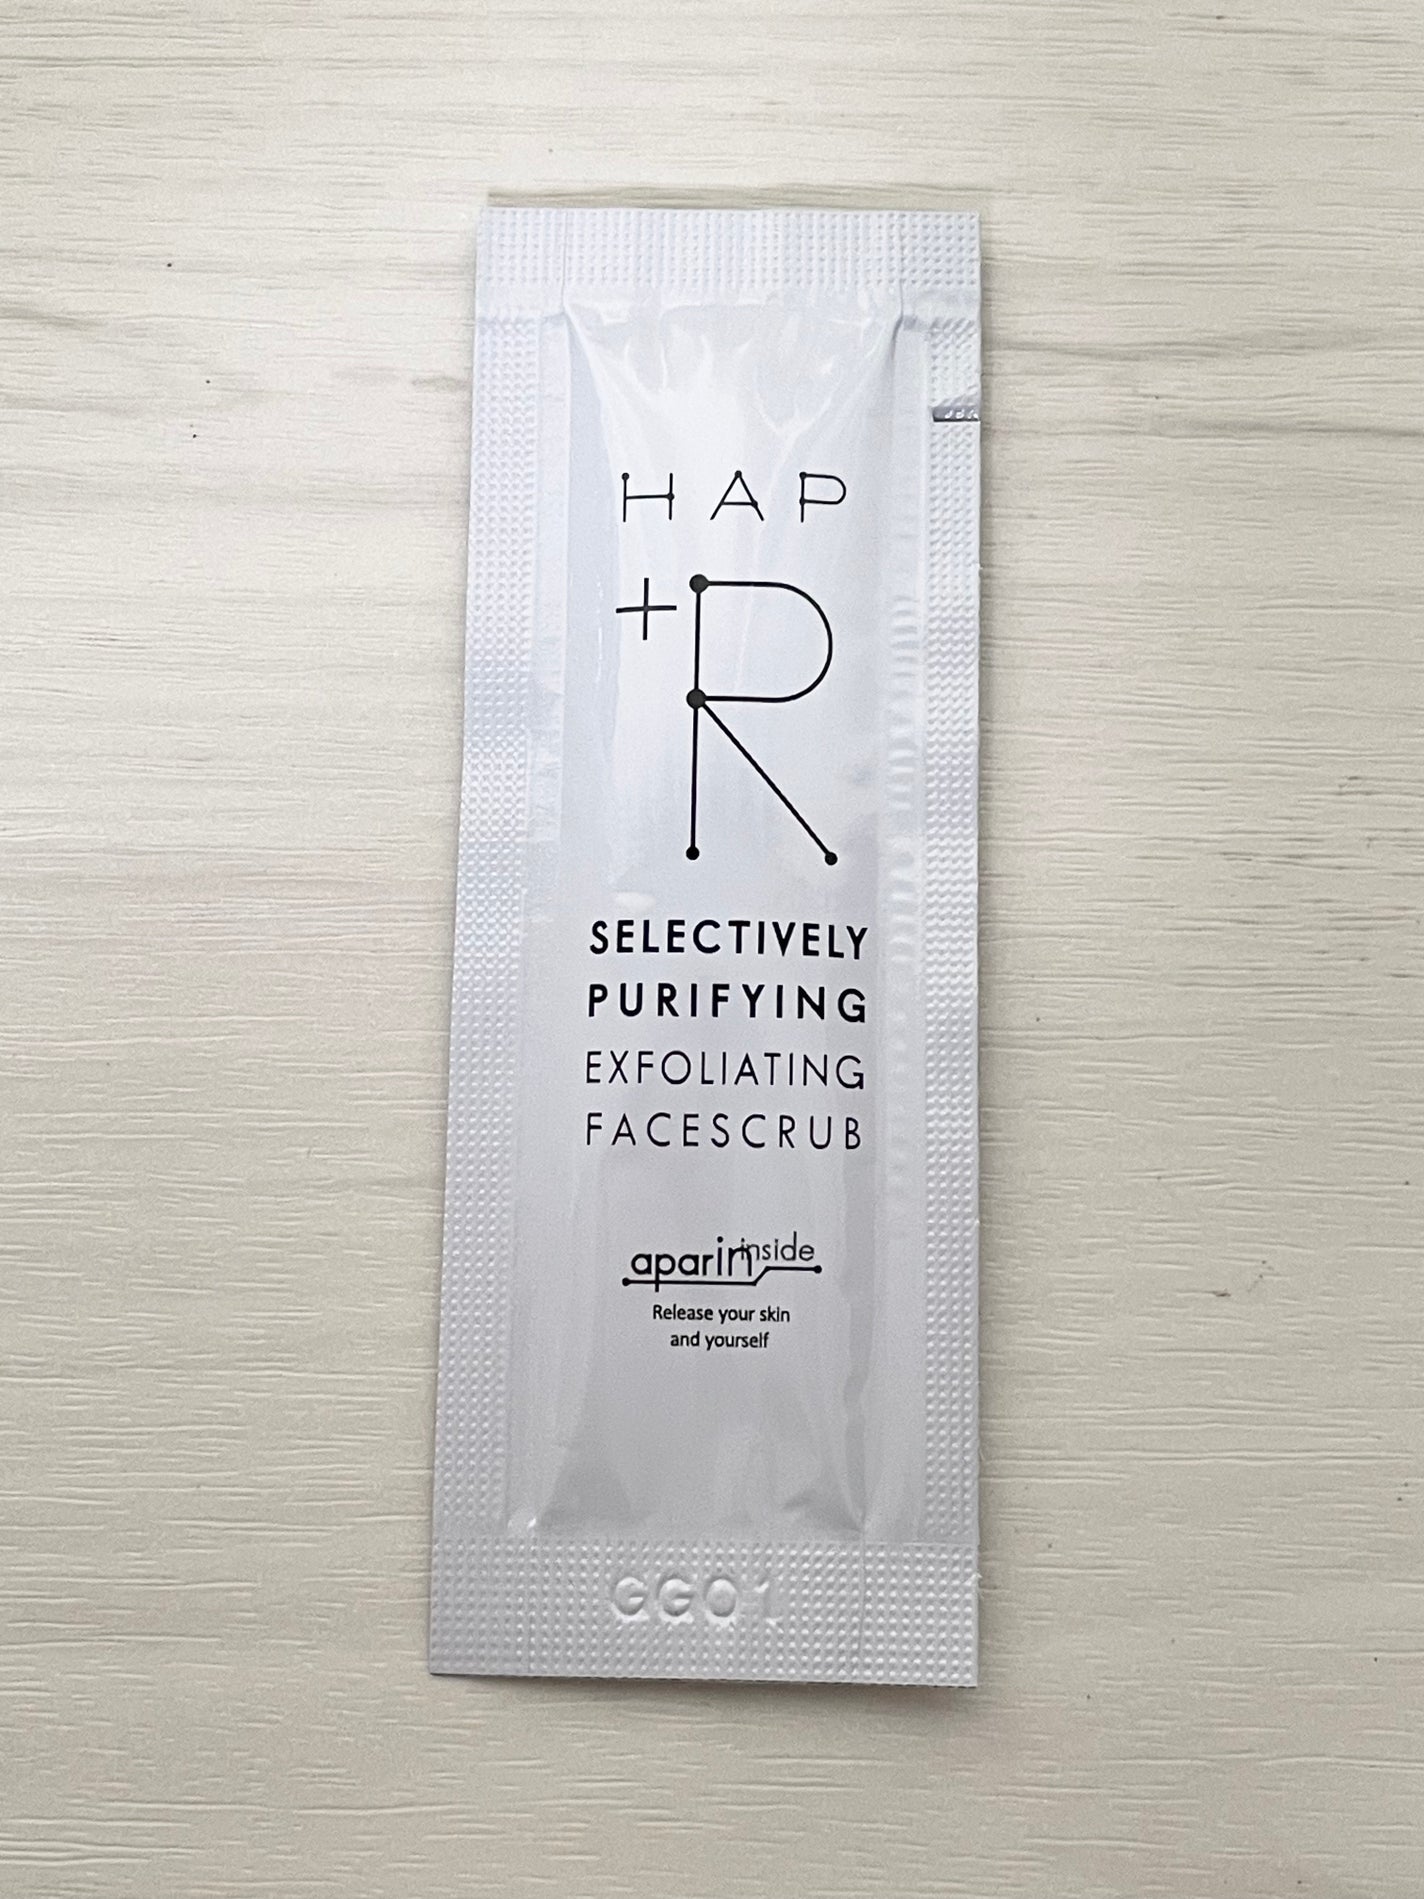 HAP
+R
SELECTIVELY
PURIFYING
EXFOLIATING
FACESCRUB
aparin inside
Release your skin
and yourself
GG01